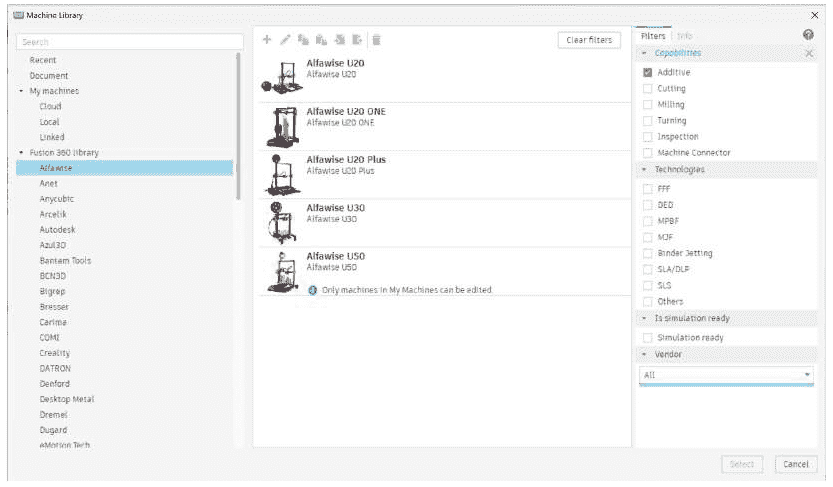 Machine Library
Search
Recent
Document
My machines
Cloud
Local
Linked
Fusion 360 library
Alfawise
Anet
Anycubic
Arcelik
Autodesk
Azul3D
Bantam Tools
BCN3D
Bigrep
Bresser
Carima
COMI
Creality
DATRON
Denford
Desktop Metal
Dremel
Dugard
eMotion Tech
Clear filters
Alfawise U20
Alfawise U20
Alfawise U20 ONE
Alfawise U20 ONE
Alfawise U20 Plus
Alfawise U20 Plus
Alfawise U30
Alfawise U30
Alfawise U50
Alfawise U50
Only machines in My Machines can be edited
Filters Info
Capabilities
Additive
Cutting
Milling
Turning
Inspection
Machine Connector
Technologies
FFF
DED
MPBF
MJF
Binder Jetting
SLA/DLP
SLS
Others
Is simulation ready
Simulation ready
Vendor
All
Select Cancel